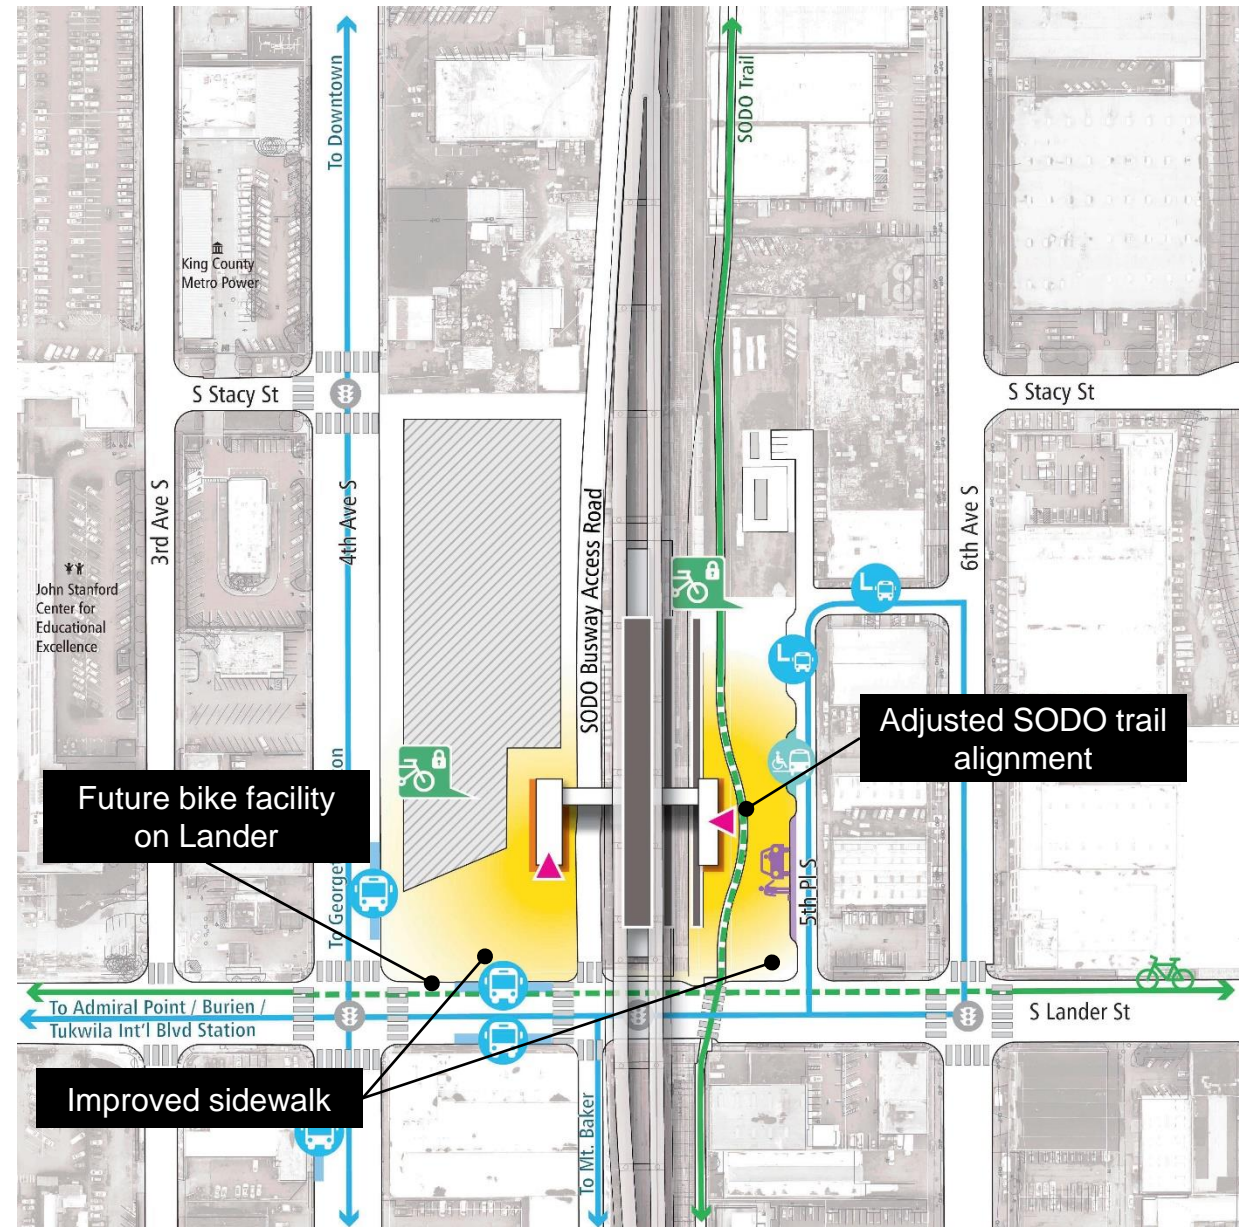 To Downtown
SODO Trail
King County
Metro Power
S Stacy St
S Stacy St
3rd Ave S
4th Ave S
SODO Busway Access Road
6th Ave S
John Stanford
Center for
Educational
Excellence
L
L
Adjusted SODO trail
alignment
Future bike facility
on Lander
To George
on
5th Pl S
To Admiral Point / Burien /
Tukwila Int'l Blvd Station
S Lander St
Improved sidewalk
To Mt. Baker